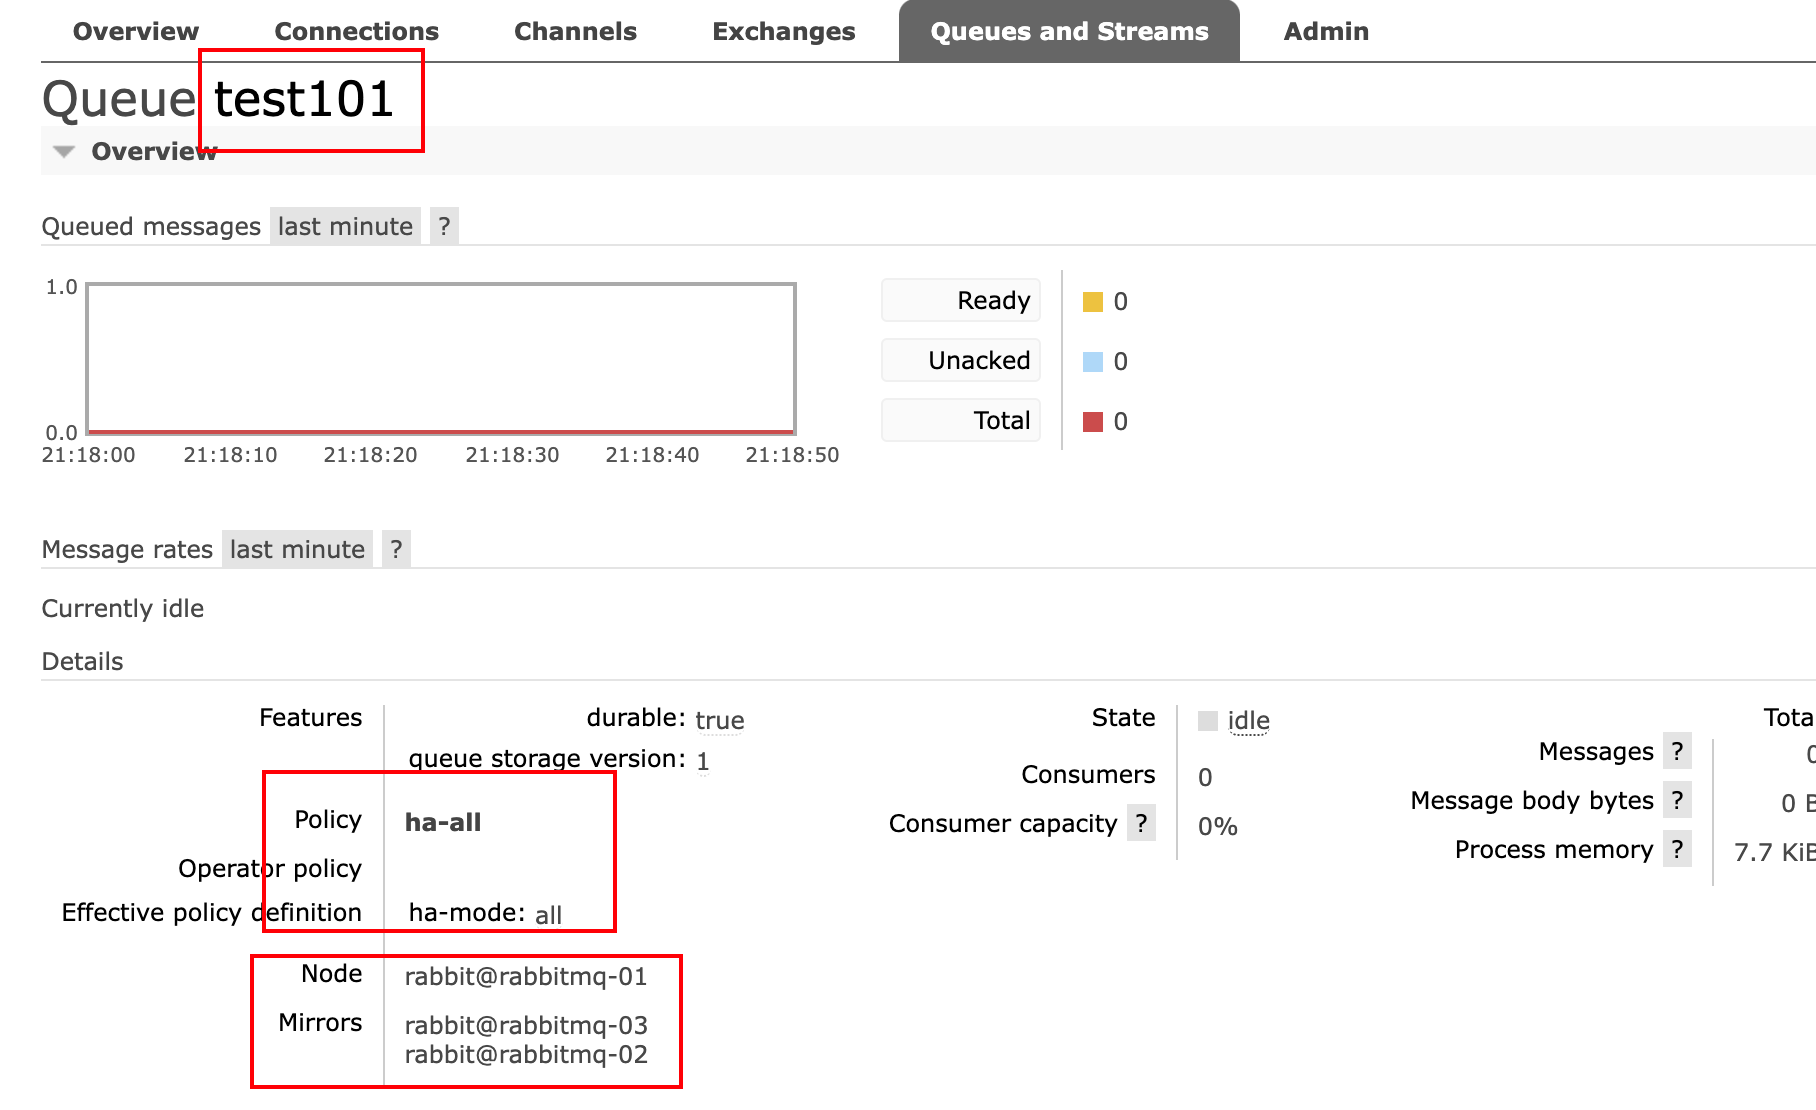 Overview Connections Channels Exchanges Queues and Streams Admin
Queue test101
Overview
Queued messages last minute ?
1.0
0.0
21:18:00 21:18:10 21:18:20 21:18:30 21:18:40 21:18:50
Ready 0
Unacked 0
Total 0
Message rates last minute ?
Currently idle
Details
Features durable: true
queue storage version: 1
Policy ha-all
Operator policy
Effective policy definition ha-mode: all
Node rabbit@rabbitmq-01
Mirrors rabbit@rabbitmq-03
rabbit@rabbitmq-02
State idle
Consumers 0
Consumer capacity ? 0%
Tota
Messages ? 0
Message body bytes ? 0 B
Process memory ? 7.7 KiB